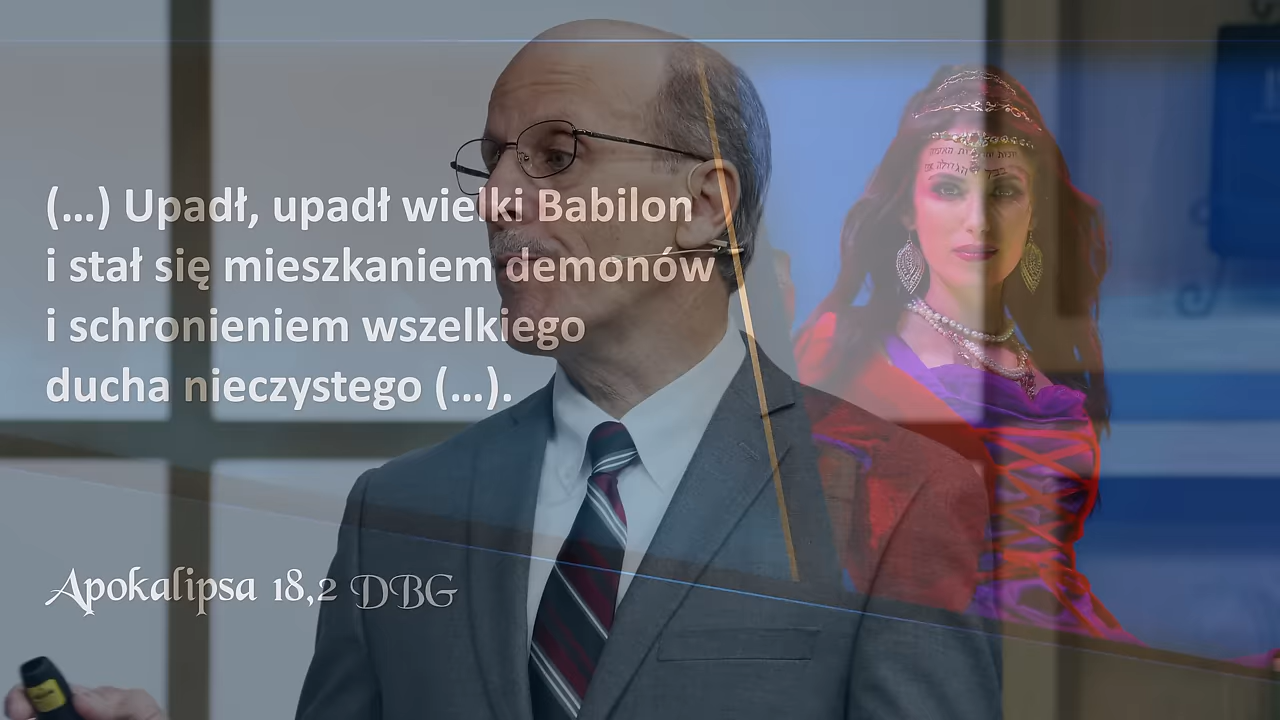 (...) Upadł, upadł wielki Babilon
i stał się mieszkaniem demonów
i schronieniem wszelkiego
ducha nieczystego (...).
Apokalipsa 18,2 DBG